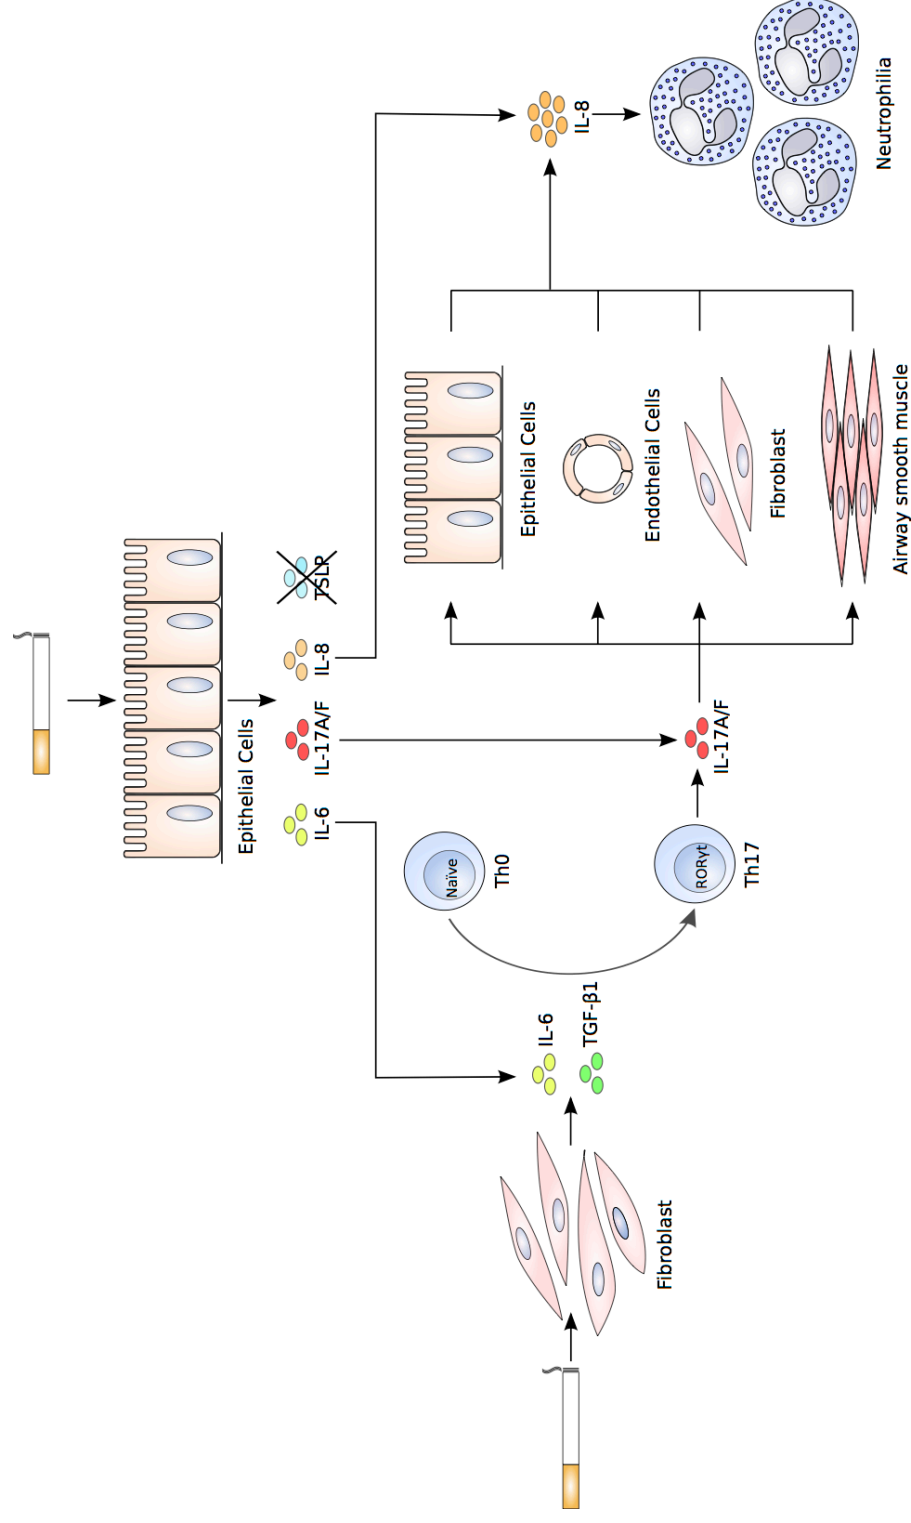 Epithelial Cells
IL-6
IL-17A/F
IL-8
TSLP
IL-6
TGF-β1
Fibroblast
Naïve
Th0
RORγt
Th17
IL-17A/F
Epithelial Cells
Endothelial Cells
Fibroblast
Airway smooth muscle
IL-8
Neutrophilia